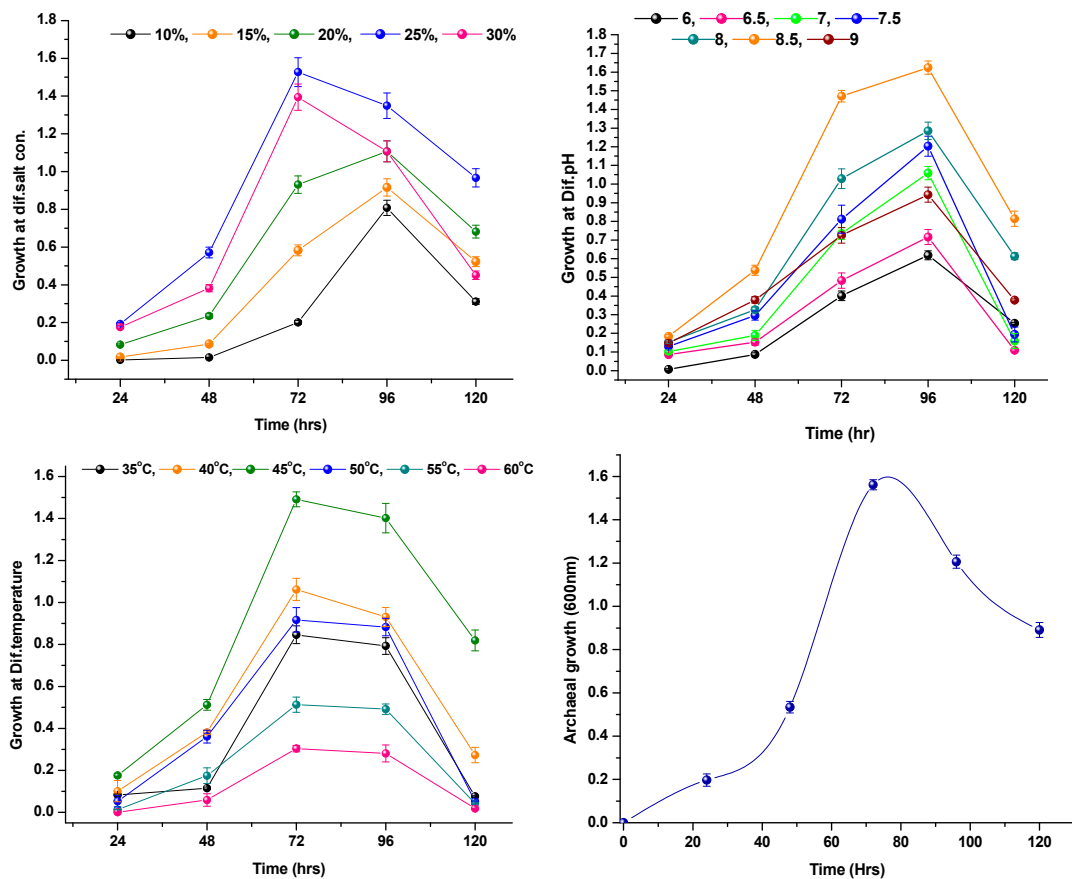 10%, 15%, 20%, 25%, 30%
Growth at dif.salt con.
1.6
1.4
1.2
1.0
0.8
0.6
0.4
0.2
0.0
24 48 72 96 120
Time (hrs)
6, 6.5, 7, 7.5
8, 8.5, 9
Growth at Dif.pH
1.8
1.7
1.6
1.5
1.4
1.3
1.2
1.1
1.0
0.9
0.8
0.7
0.6
0.5
0.4
0.3
0.2
0.1
0.0
24 48 72 96 120
Time (hr)
35°C, 40°C, 45°C, 50°C, 55°C, 60°C
Growth at Dif.temperature
1.6
1.4
1.2
1.0
0.8
0.6
0.4
0.2
0.0
24 48 72 96 120
Time (hrs)
Archaeal growth (600nm)
1.6
1.4
1.2
1.0
0.8
0.6
0.4
0.2
0.0
0 20 40 60 80 100 120
Time (Hrs)